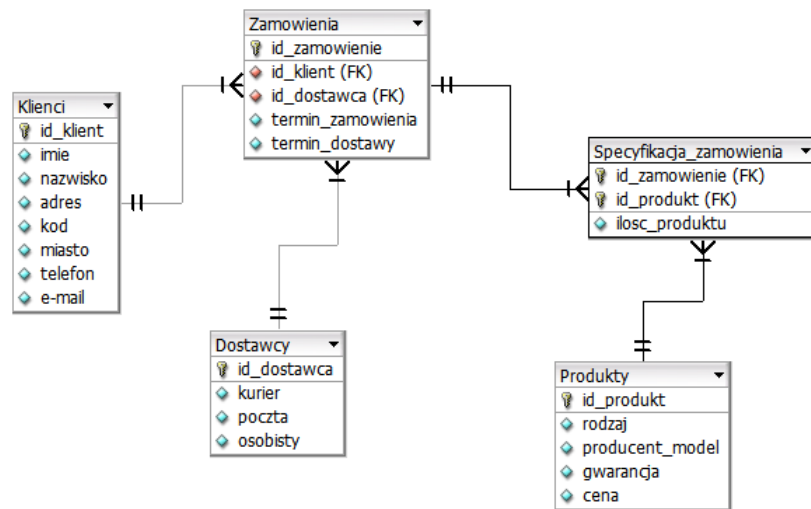 Zamowienia
id_zamowienie
id_klient (FK)
id_dostawca (FK)
termin_zamowienia
termin_dostawy
Klienci
id_klient
imie
nazwisko
adres
kod
miasto
telefon
e-mail
Specyfikacja_zamowienia
id_zamowienie (FK)
id_produkt (FK)
ilosc_produktu
Dostawcy
id_dostawca
kurier
poczta
osobisty
Produkty
id_produkt
rodzaj
producent_model
gwarancja
cena